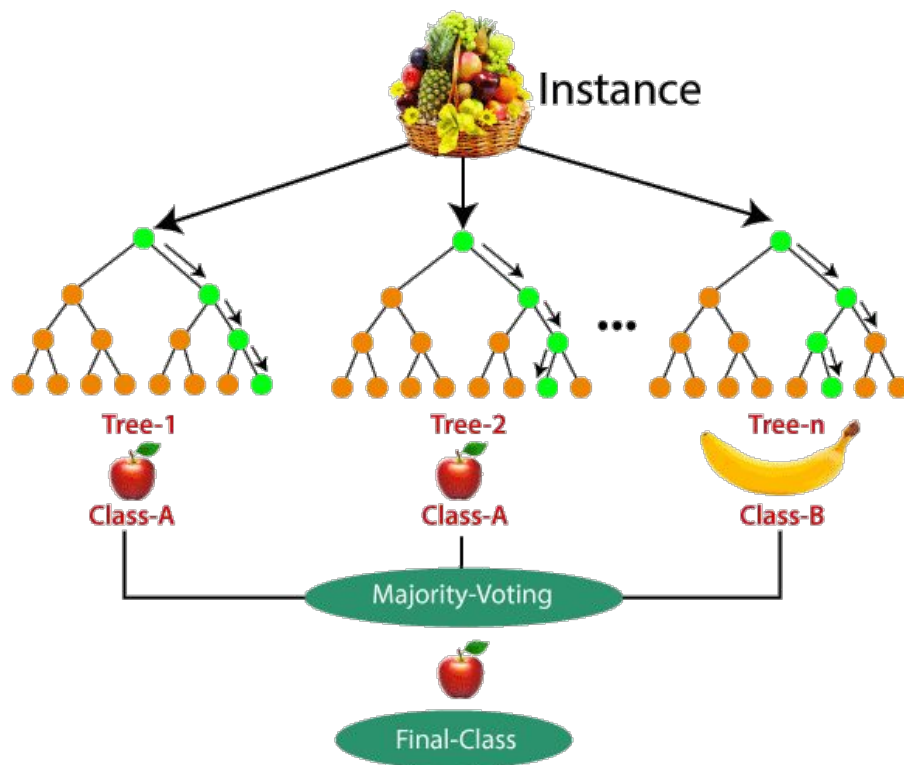 Instance
...
Tree-1
Tree-2
Tree-n
Class-A
Class-A
Class-B
Majority-Voting
Final-Class